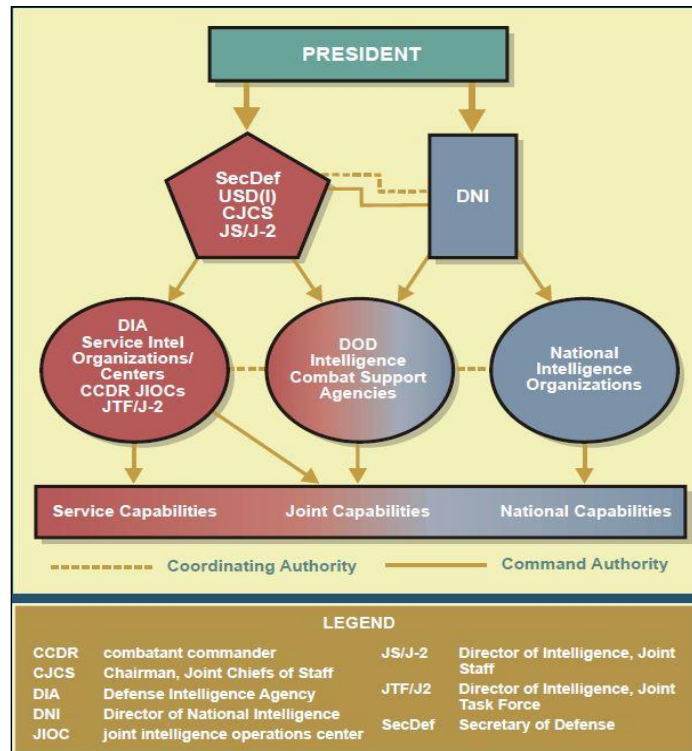 PRESIDENT
SecDef
USD(I)
CJCS
JS/J-2
DNI
DIA
Service Intel
Organizations/
Centers
CCDR JIOCs
JTF/J-2
DOD
Intelligence
Combat Support
Agencies
National
Intelligence
Organizations
Service Capabilities
Joint Capabilities
National Capabilities
Coordinating Authority
Command Authority
LEGEND
CCDR combatant commander
CJCS Chairman, Joint Chiefs of Staff
DIA Defense Intelligence Agency
DNI Director of National Intelligence
JIOC joint intelligence operations center
JS/J-2 Director of Intelligence, Joint
Staff
JTF/J2 Director of Intelligence, Joint
Task Force
SecDef Secretary of Defense